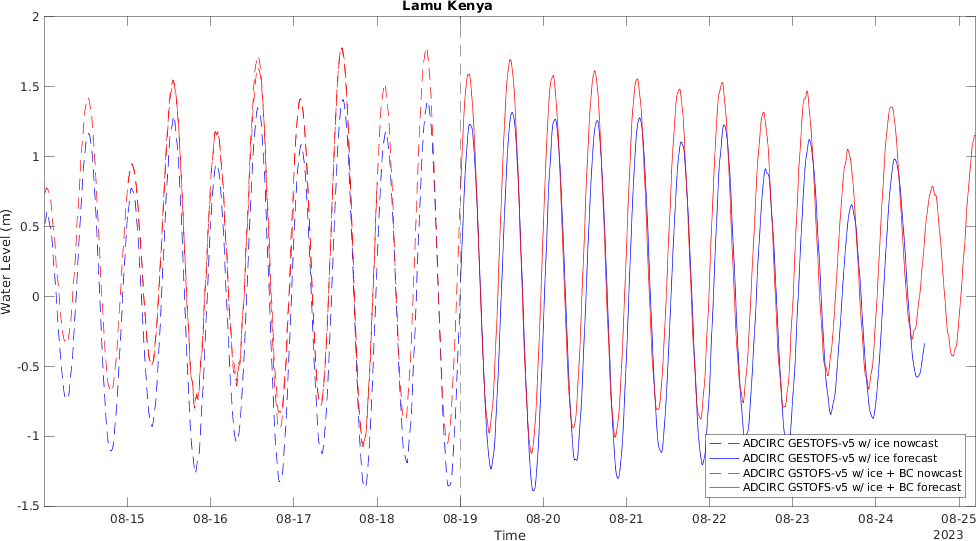 Lamu Kenya
2
1.5
1
0.5
0
-0.5
-1
-1.5
Water Level (m)
ADCIRC GESTOFS-v5 w/ ice nowcast
ADCIRC GESTOFS-v5 w/ ice forecast
ADCIRC GSTOFS-v5 w/ ice + BC nowcast
ADCIRC GSTOFS-v5 w/ ice + BC forecast
08-15 08-16 08-17 08-18 08-19 08-20 08-21 08-22 08-23 08-24 08-25
Time
2023